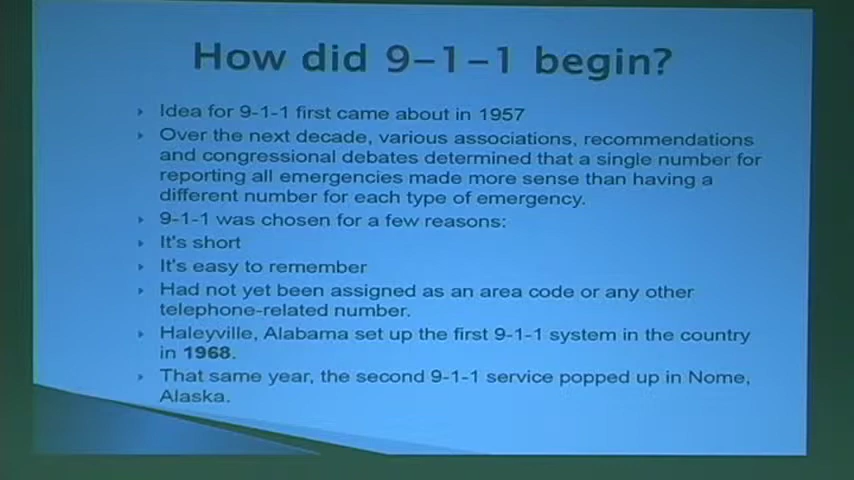 How did 9-1-1 begin?
Idea for 9-1-1 first came about in 1957
Over the next decade, various associations, recommendations
and congressional debates determined that a single number for
reporting all emergencies made more sense than having a
different number for each type of emergency.
9-1-1 was chosen for a few reasons:
It's short
It's easy to remember
Had not yet been assigned as an area code or any other
telephone-related number.
Haleyville, Alabama set up the first 9-1-1 system in the country
in 1968.
That same year, the second 9-1-1 service popped up in Nome,
Alaska.